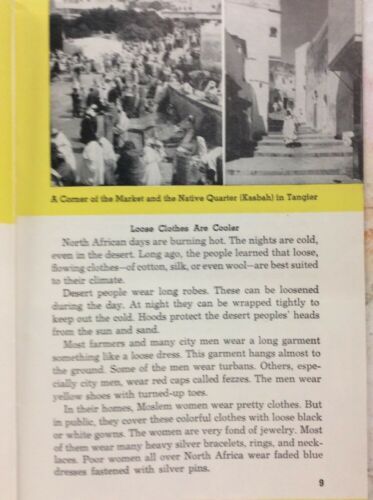 A Corner of the Market and the Native Quarter (Kasbah) in Tangier
Loose Clothes Are Cooler
North African days are burning hot. The nights are cold,
even in the desert. Long ago, the people learned that loose,
flowing clothes—of cotton, silk, or even wool—are best suited
to their climate.
Desert people wear long robes. These can be loosened
during the day. At night they can be wrapped tightly to
keep out the cold. Hoods protect the desert peoples' heads
from the sun and sand.
Most farmers and many city men wear a long garment
something like a loose dress. This garment hangs almost to
the ground. Some of the men wear turbans. Others, espe-
cially city men, wear red caps called fezzes. The men wear
yellow shoes with turned-up toes.
In their homes, Moslem women wear pretty clothes. But
in public, they cover these colorful clothes with loose black
or white gowns. The women are very fond of jewelry. Most
of them wear many heavy silver bracelets, rings, and neck-
laces. Poor women all over North Africa wear faded blue
dresses fastened with silver pins.
9